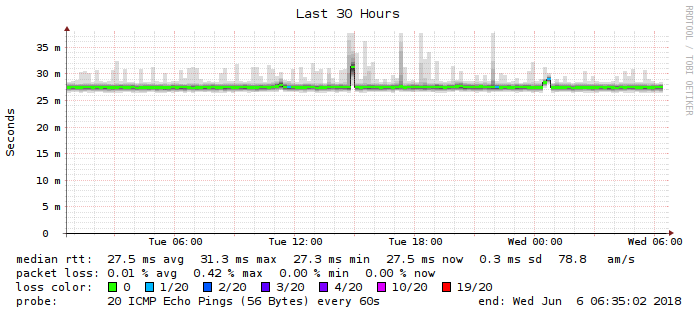 Last 30 Hours
RRDTOOL / TOBI OETIKER
Seconds
35 m
30 m
25 m
20 m
15 m
10 m
5 m
0
Tue 06:00 Tue 12:00 Tue 18:00 Wed 00:00 Wed 06:00
median rtt: 27.5 ms avg 31.3 ms max 27.3 ms min 27.5 ms now 0.3 ms sd 78.8 am/s
packet loss: 0.01 % avg 0.42 % max 0.00 % min 0.00 % now
loss color: 0 1/20 2/20 3/20 4/20 10/20 19/20
probe: 20 ICMP Echo Pings (56 Bytes) every 60s end: Wed Jun 6 06:35:02 2018